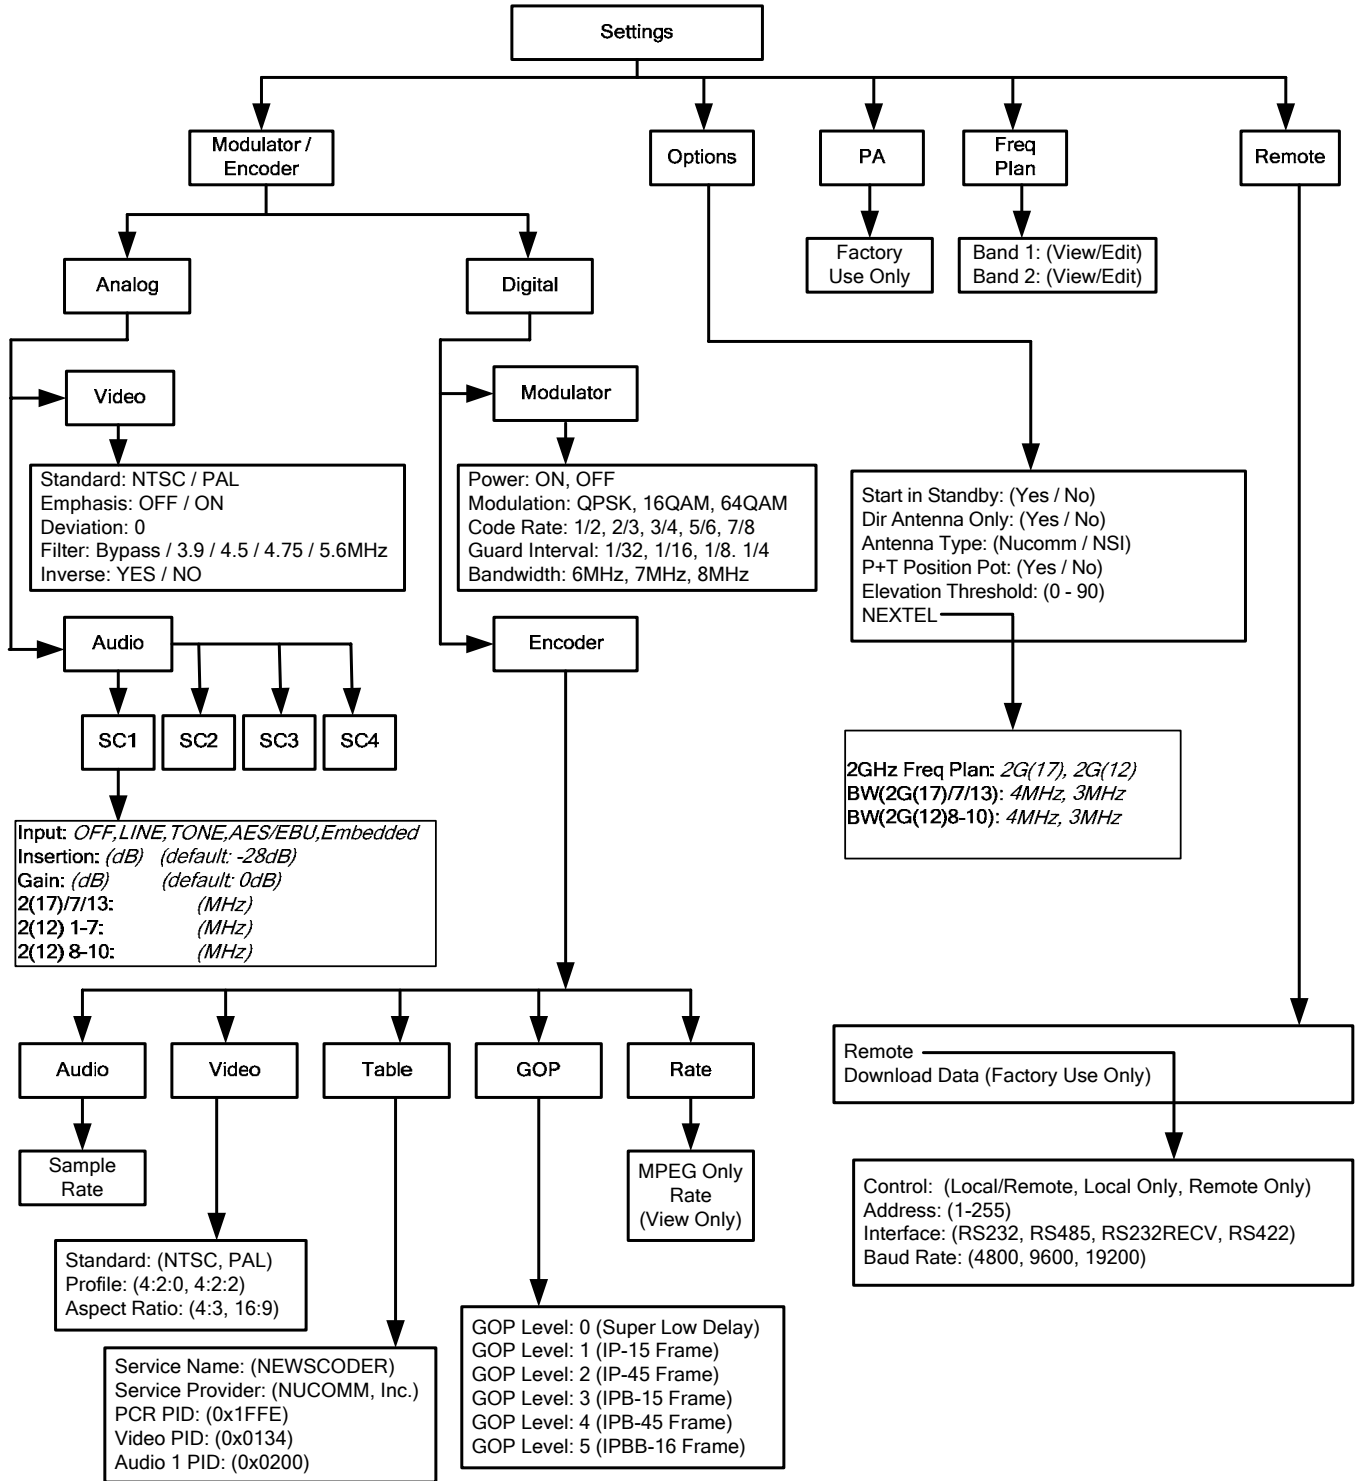 Settings
Modulator /
Encoder
Options
PA
Freq
Plan
Remote
Factory
Use Only
Band 1: (View/Edit)
Band 2: (View/Edit)
Analog
Digital
Video
Modulator
Standard: NTSC / PAL
Emphasis: OFF / ON
Deviation: 0
Filter: Bypass / 3.9 / 4.5 / 4.75 / 5.6MHz
Inverse: YES / NO
Power: ON, OFF
Modulation: QPSK, 16QAM, 64QAM
Code Rate: 1/2, 2/3, 3/4, 5/6, 7/8
Guard Interval: 1/32, 1/16, 1/8. 1/4
Bandwidth: 6MHz, 7MHz, 8MHz
Start in Standby: (Yes / No)
Dir Antenna Only: (Yes / No)
Antenna Type: (Nucomm / NSI)
P+T Position Pot: (Yes / No)
Elevation Threshold: (0 - 90)
NEXTEL
Audio
Encoder
SC1
SC2
SC3
SC4
2GHz Freq Plan: 2G(17), 2G(12)
BW(2G(17)/7/13): 4MHz, 3MHz
BW(2G(12)8-10): 4MHz, 3MHz
Input: OFF,LINE,TONE,AES/EBU,Embedded
Insertion: (dB) (default: -28dB)
Gain: (dB) (default: 0dB)
2(17)/7/13: (MHz)
2(12) 1-7: (MHz)
2(12) 8-10: (MHz)
Audio
Video
Table
GOP
Rate
Remote
Download Data (Factory Use Only)
Sample
Rate
MPEG Only
Rate
(View Only)
Control: (Local/Remote, Local Only, Remote Only)
Address: (1-255)
Interface: (RS232, RS485, RS232RECV, RS422)
Baud Rate: (4800, 9600, 19200)
Standard: (NTSC, PAL)
Profile: (4:2:0, 4:2:2)
Aspect Ratio: (4:3, 16:9)
GOP Level: 0 (Super Low Delay)
GOP Level: 1 (IP-15 Frame)
GOP Level: 2 (IP-45 Frame)
GOP Level: 3 (IPB-15 Frame)
GOP Level: 4 (IPB-45 Frame)
GOP Level: 5 (IPBB-16 Frame)
Service Name: (NEWSCODER)
Service Provider: (NUCOMM, Inc.)
PCR PID: (0x1FFE)
Video PID: (0x0134)
Audio 1 PID: (0x0200)